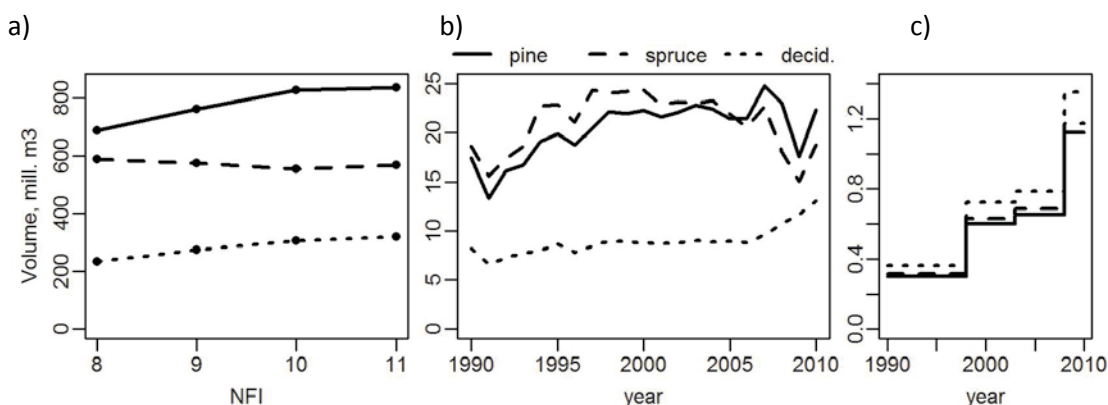 a)
b)
c)
pine spruce decid.
Volume, mill. m3
800
600
400
200
0
8 9 10 11
NFI
25
20
15
10
5
0
1990 1995 2000 2005 2010
year
1.2
0.8
0.4
0.0
1990 2000 2010
year